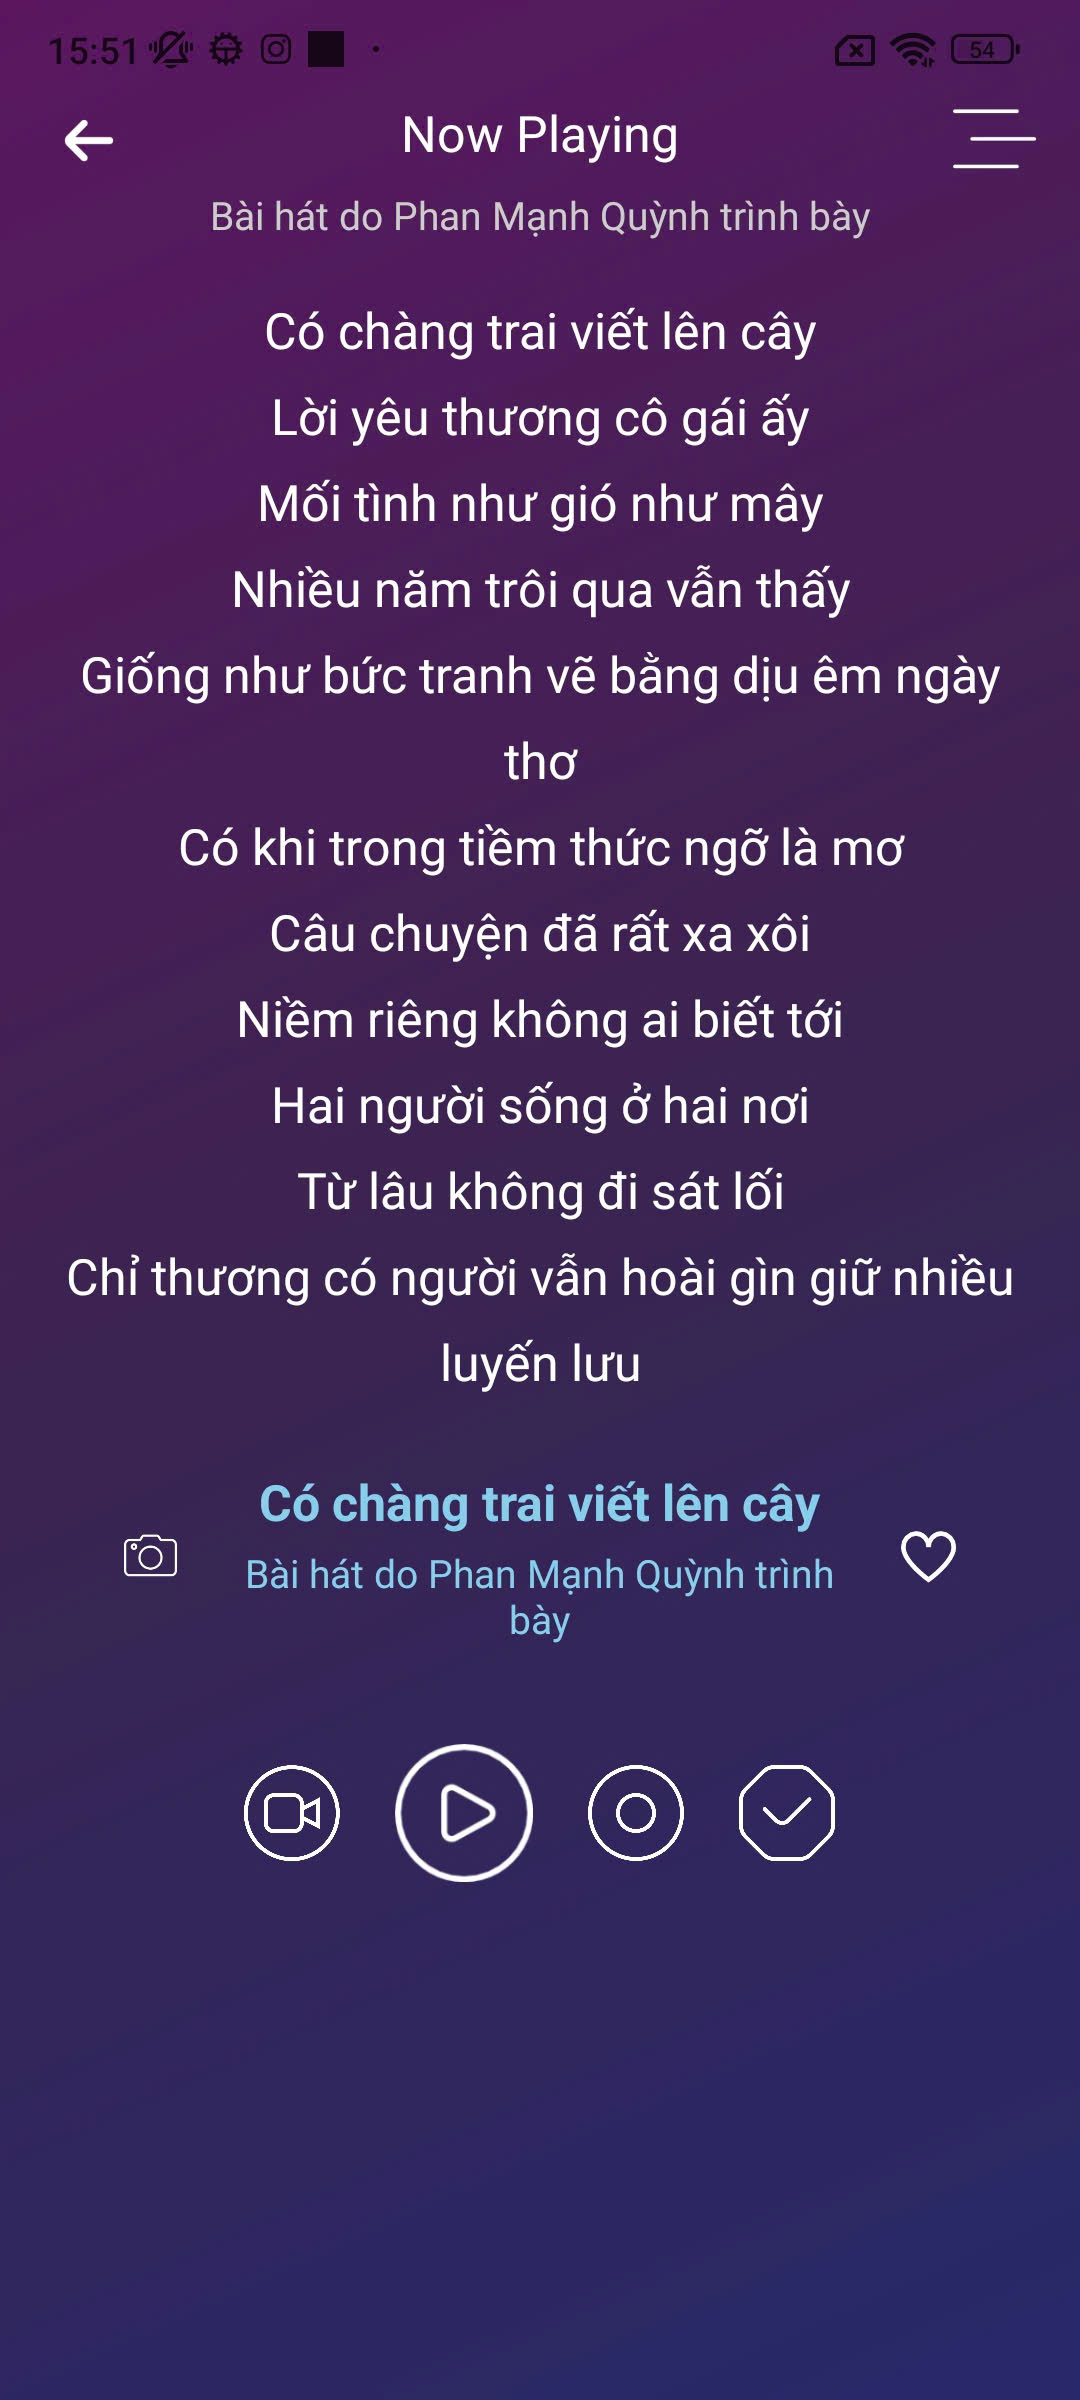 15:51
54
Now Playing
Bài hát do Phan Mạnh Quỳnh trình bày
Có chàng trai viết lên cây
Lời yêu thương cô gái ấy
Mối tình như gió như mây
Nhiều năm trôi qua vẫn thấy
Giống như bức tranh vẽ bằng dịu êm ngày
thơ
Có khi trong tiềm thức ngỡ là mơ
Câu chuyện đã rất xa xôi
Niềm riêng không ai biết tới
Hai người sống ở hai nơi
Từ lâu không đi sát lối
Chỉ thương có người vẫn hoài gìn giữ nhiều
luyến lưu
Có chàng trai viết lên cây
Bài hát do Phan Mạnh Quỳnh trình
bày